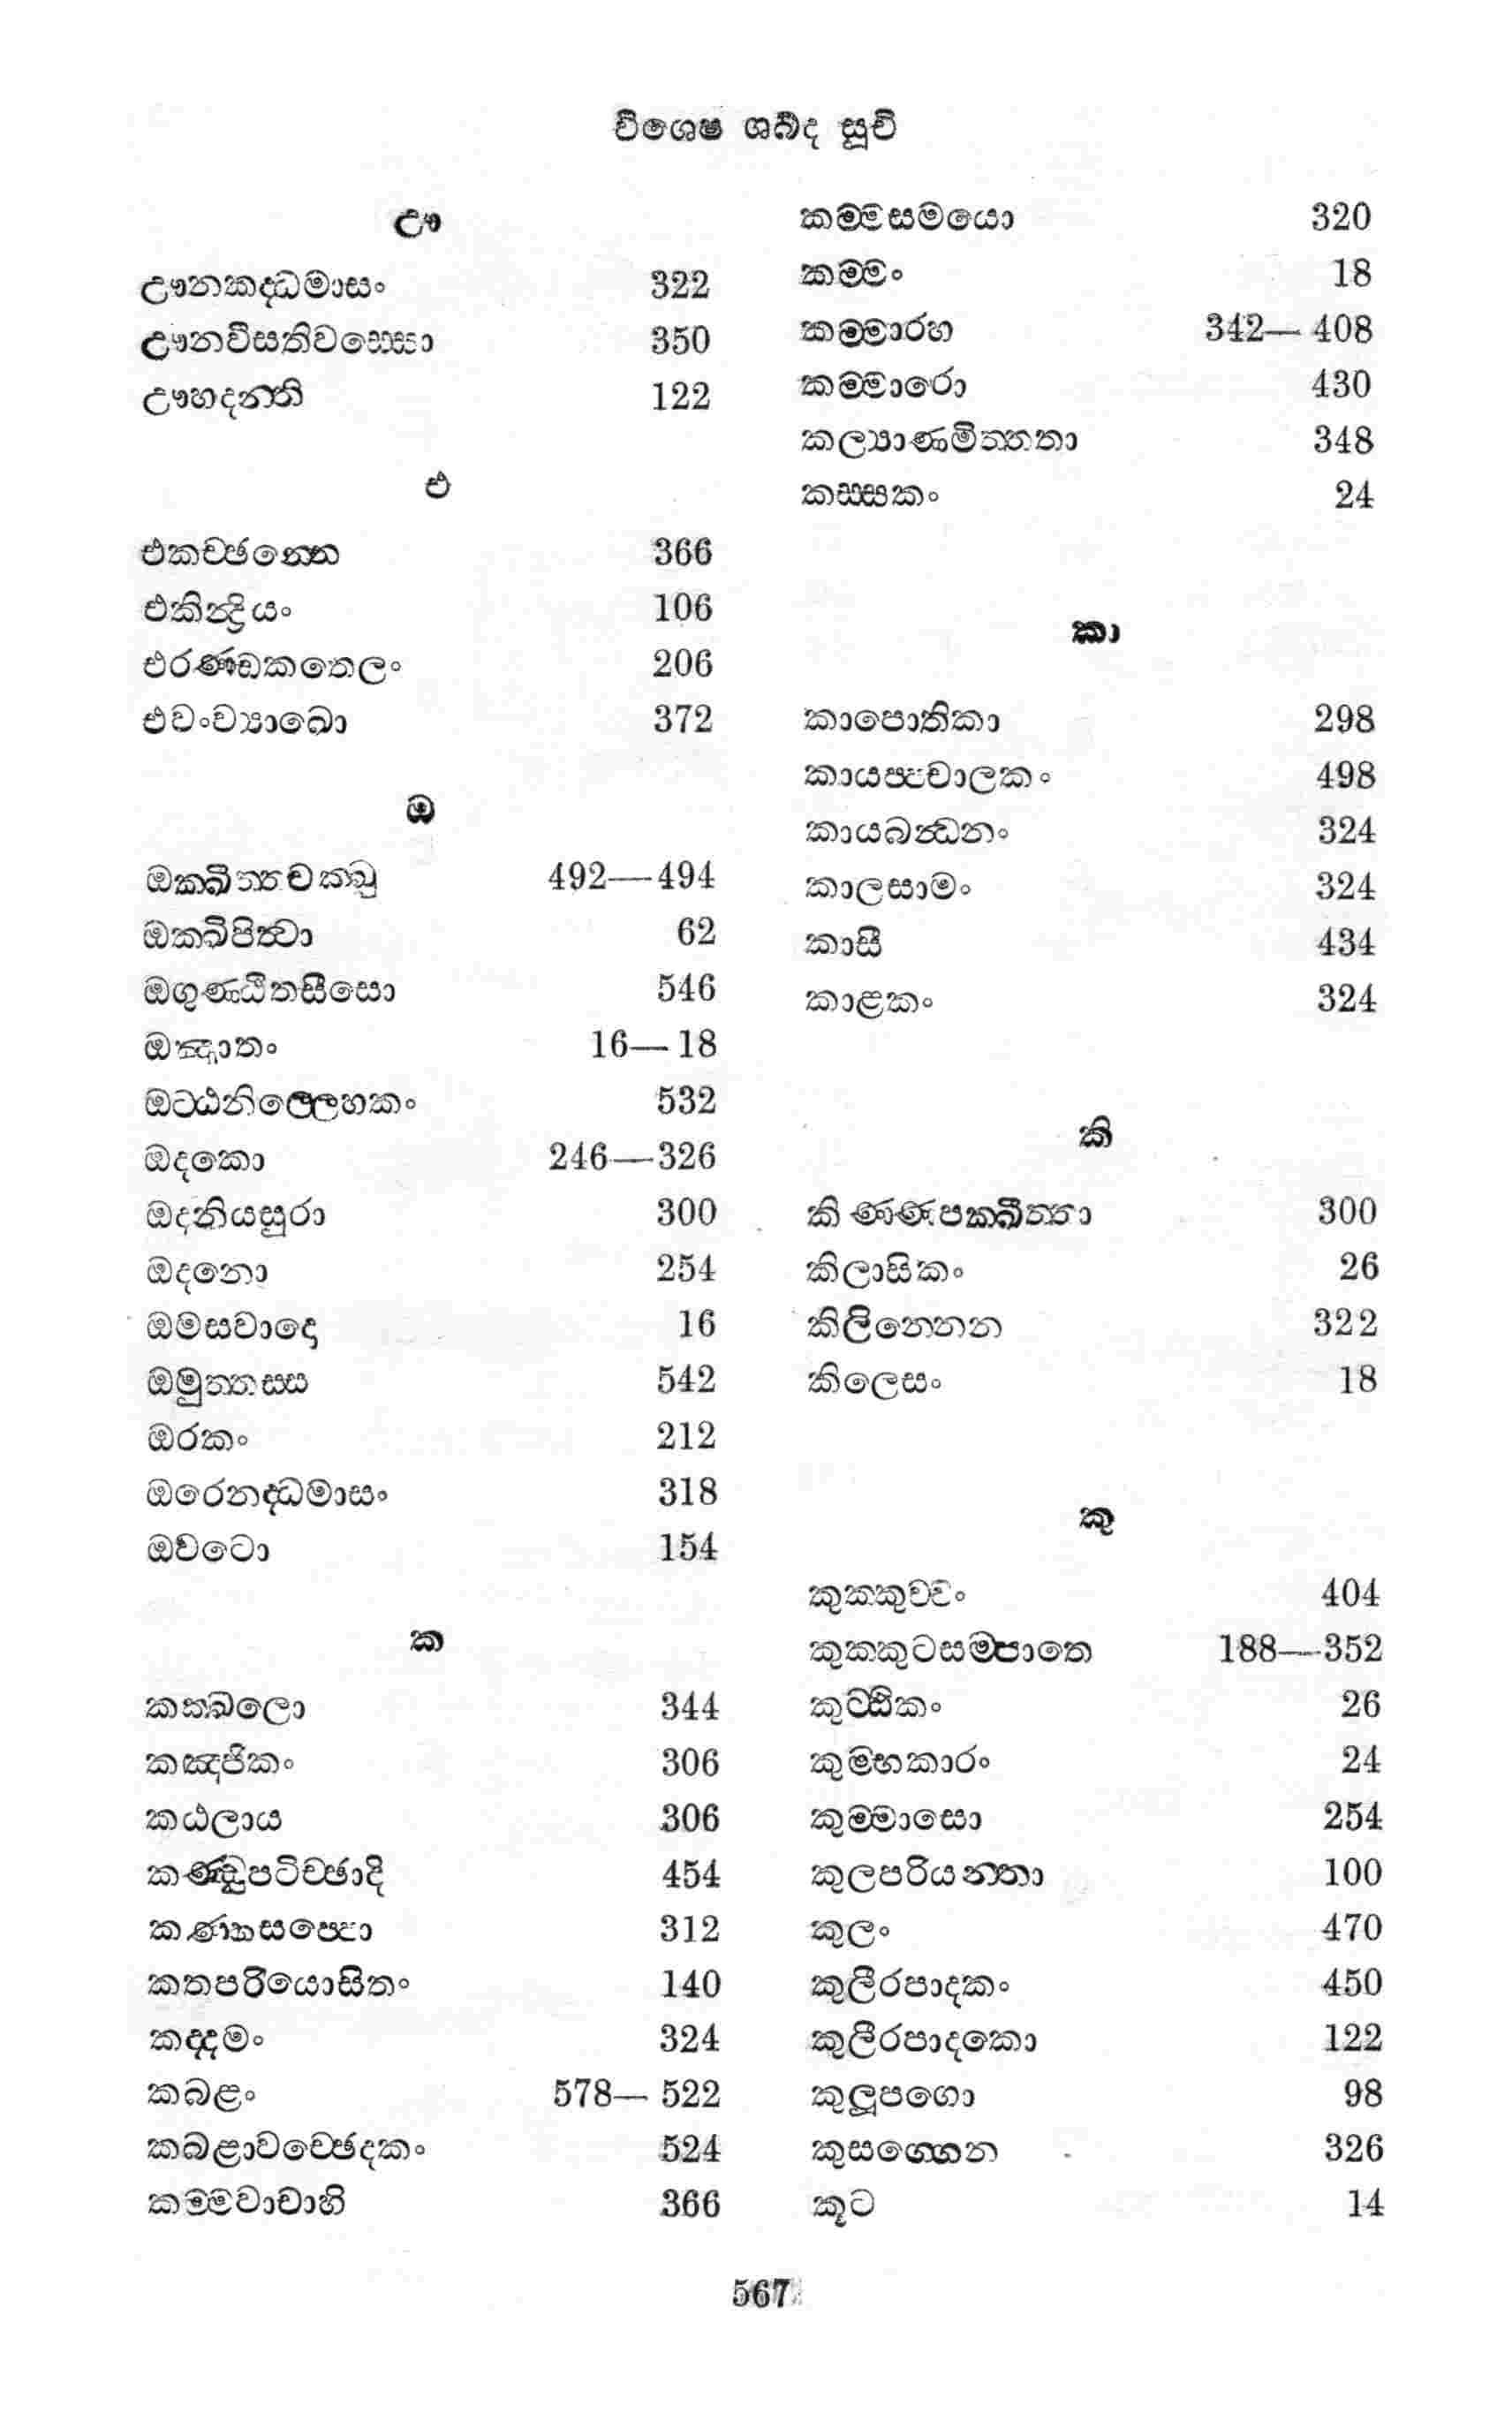 විශෙෂ ශබ්ද සූචි
ඌ
ඌනකද්ධමාසං 322
ඌනවීසතිවස්සො 350
ඌහදන්ති 122
එ
එකච්ඡන්නෙ 366
එකින්ද්‍රියං 106
එරණ්ඩකතෙලං 206
එවංව්‍යාඛො 372
ඔ
ඔක්ඛිත්තචක්ඛු 492—494
ඔක්ඛිපිත්‍වා 62
ඔගුණ්ඨිතසීසො 546
ඔඤාතං 16—18
ඔට්ඨනිල්ලෙහකං 532
ඔදකො 246—326
ඔදනියසුරා 300
ඔදනො 254
ඔමසවාදො 16
ඔමුත්තස්ස 542
ඔරකං 212
ඔරෙනද්ධමාසං 318
ඔවටො 154
ක
කක්ඛලො 344
කඤ්ජිකං 306
කඨලාය 306
කණ්ඩුපටිච්ඡාදි 454
කණ්හසප්පො 312
කතපරියොසිතං 140
කද්දමං 324
කබළං 578— 522
කබළාවච්ඡෙදකං 524
කම්මවාචාහි 366
කම්මසමයො 320
කම්මං 18
කම්මාරහ 342— 408
කම්මාරො 430
කල්‍යාණමිත්තතා 348
කස්සකං 24
කා
කාපොතිකා 298
කායප්පචාලකං 498
කායබන්ධනං 324
කාලසාමං 324
කාසී 434
කාළකං 324
කි
කිණ්ණපක්ඛිත්තා 300
කිලාසිකං 26
කිලින්නෙන 322
කිලෙසං 18
කු
කුක්කුච්චං 404
කුක්කුටසම්පාතෙ 188—352
කුට්ඨිකං 26
කුම්භකාරං 24
කුම්මාසො 254
කුලපරියන්තා 100
කුලං 470
කුලීරපාදකං 450
කුලීරපාදකො 122
කුලූපගො 98
කුසග්ගෙන 326
කූට 14
567